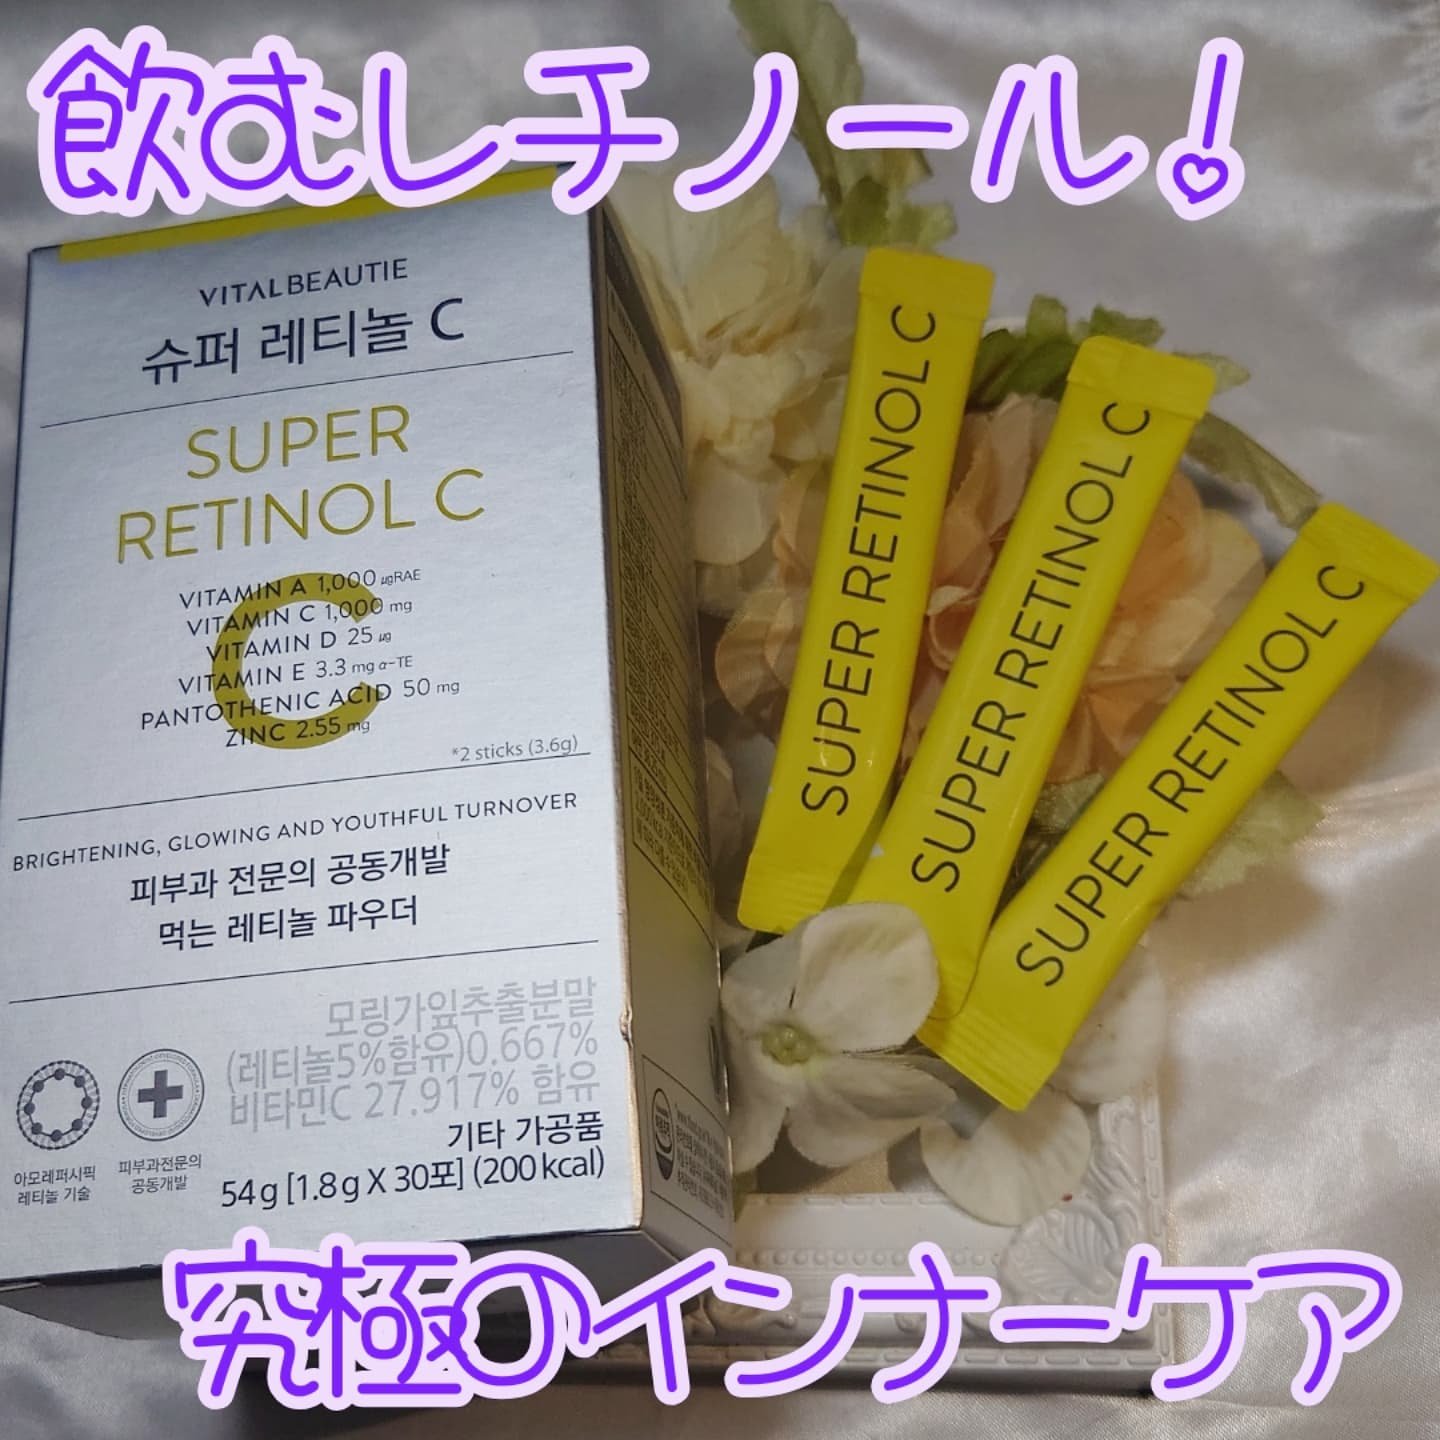 飲むレチノール!
VITALBEAUTIE
슈퍼 레티놀 C
SUPER
RETINOL C
C
VITAMIN A 1,000 μgRAE
VITAMIN C 1,000 mg
VITAMIN D 25 μg
VITAMIN E 3.3 mg α-TE
PANTOTHENIC ACID 50 mg
ZINC 2.55 mg
*2 sticks (3.6g)
BRIGHTENING, GLOWING AND YOUTHFUL TURNOVER
피부과 전문의 공동개발
먹는 레티놀 파우더
모링가잎추출분말
(레티놀5%함유)0.667%
비타민C 27.917% 함유
기타 가공품
54g [1.8g X 30포] (200kcal)
아모레퍼시픽
레티놀 기술
피부과전문의
공동개발
SUPER RETINOL C
SUPER RETINOL C
SUPER RETINOL C
究極のインナーケア